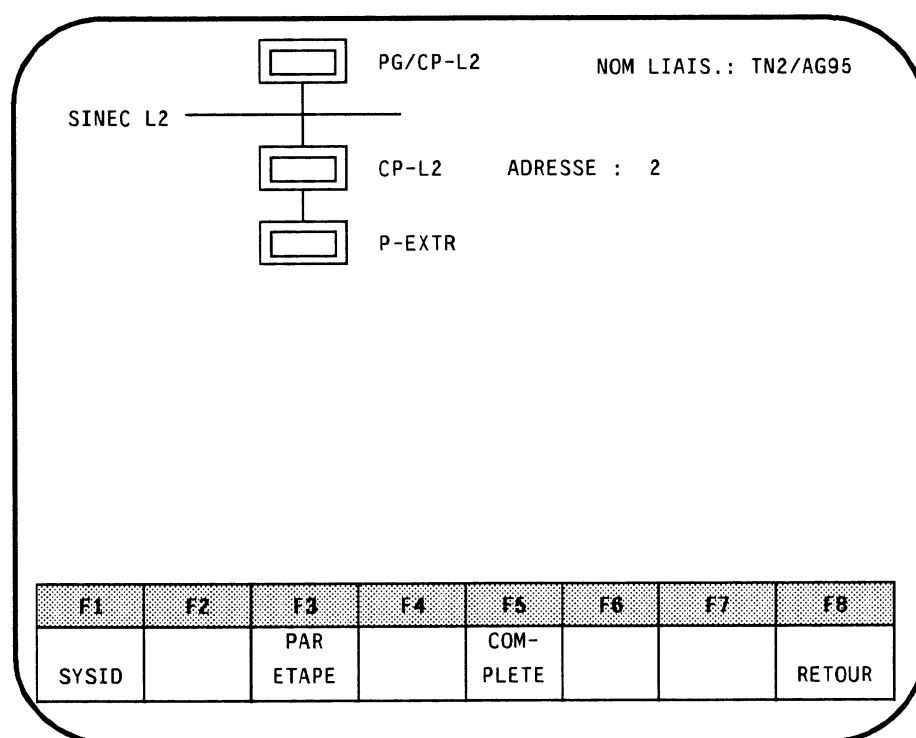 PG/CP-L2 NOM LIAIS.: TN2/AG95
SINEC L2
CP-L2 ADRESSE : 2
P-EXTR
F1 F2 F3 F4 F5 F6 F7 F8
PAR COM-
SYSID ETAPE PLETE RETOUR